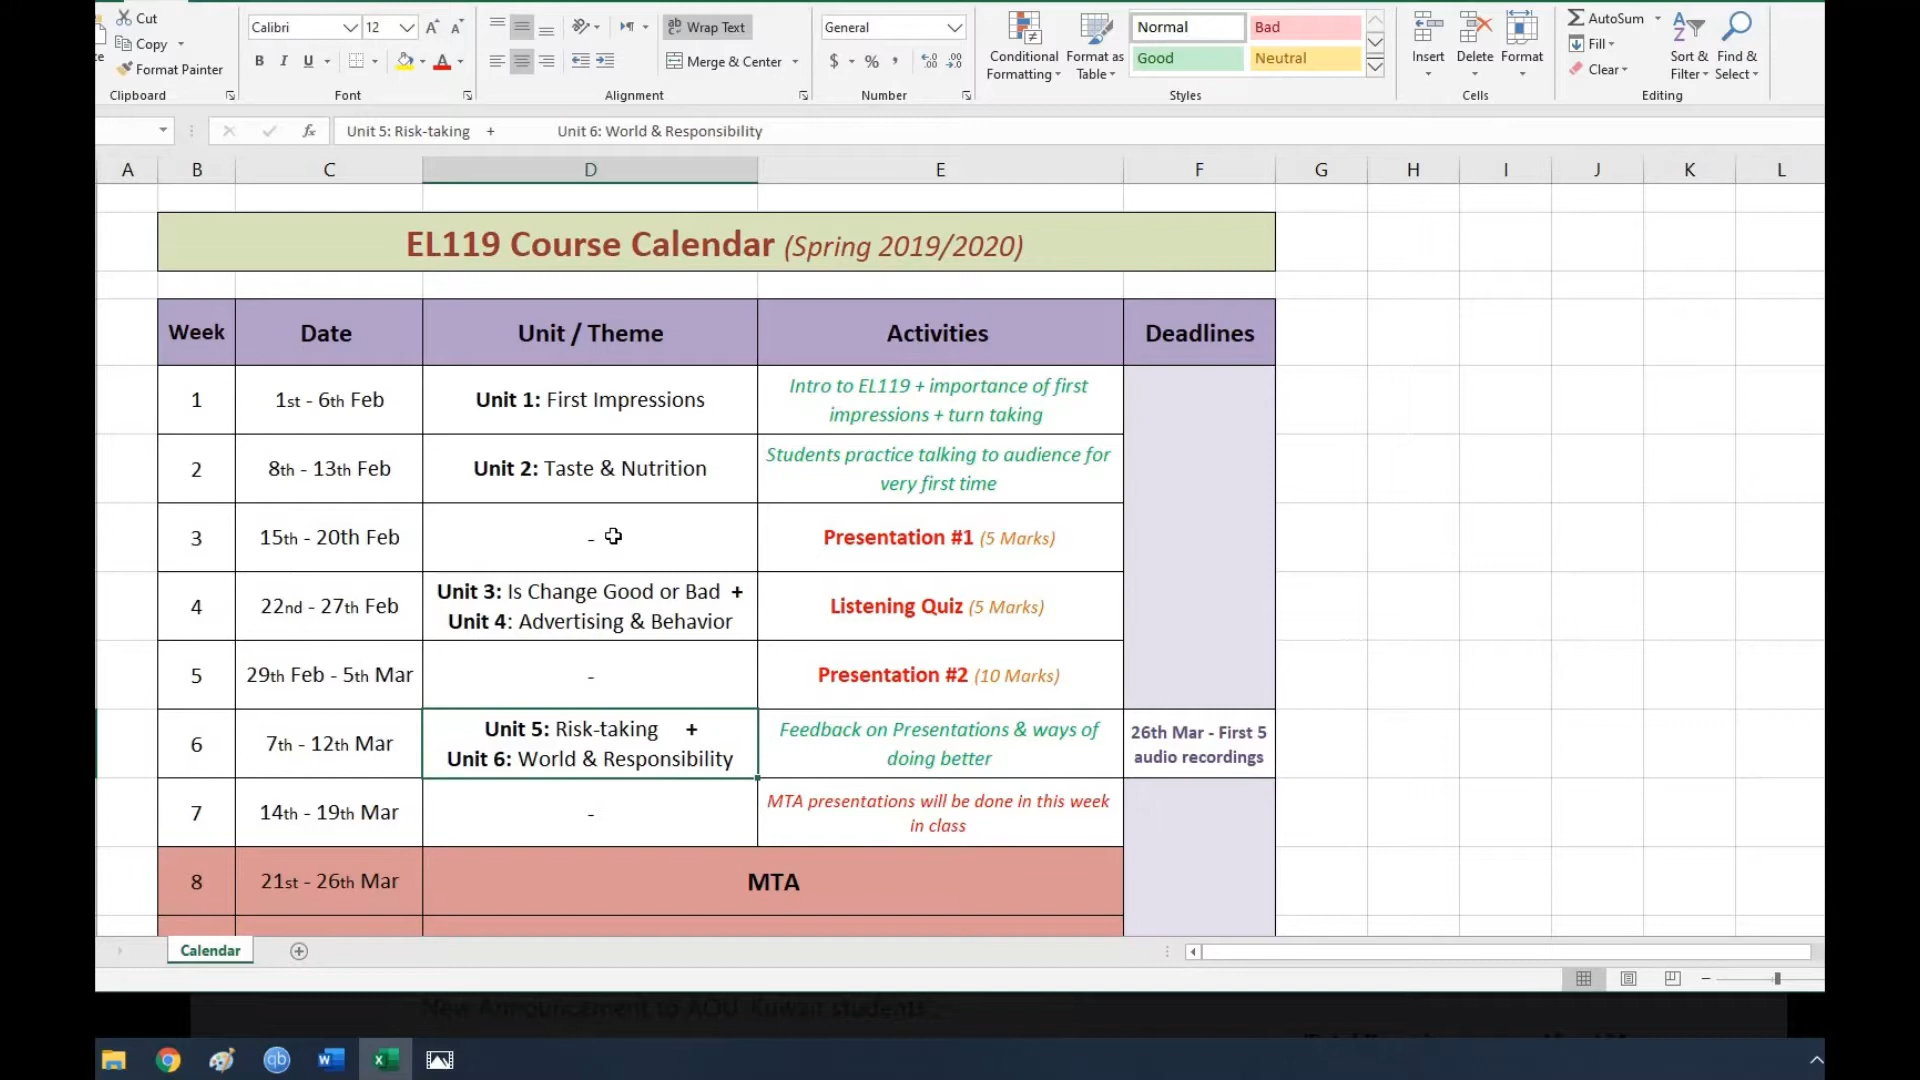 Cut
Copy
Format Painter
Clipboard
Calibri
12
A A
B I U A
Font
ab Wrap Text
Merge & Center
Alignment
General
$ % ,
Number
Conditional Formatting
Format as Table
Normal
Bad
Good
Neutral
Styles
Insert
Delete
Format
Cells
AutoSum
Fill
Clear
Sort & Filter
Find & Select
Editing
fx Unit 5: Risk-taking + Unit 6: World & Responsibility
A B C D E F G H I J K L
EL119 Course Calendar (Spring 2019/2020)
Week Date Unit / Theme Activities Deadlines
1 1st - 6th Feb Unit 1: First Impressions Intro to EL119 + importance of first
impressions + turn taking
2 8th - 13th Feb Unit 2: Taste & Nutrition Students practice talking to audience for
very first time
3 15th - 20th Feb - Presentation #1 (5 Marks)
4 22nd - 27th Feb Unit 3: Is Change Good or Bad +
Unit 4: Advertising & Behavior
Listening Quiz (5 Marks)
5 29th Feb - 5th Mar - Presentation #2 (10 Marks)
6 7th - 12th Mar Unit 5: Risk-taking +
Unit 6: World & Responsibility
Feedback on Presentations & ways of
doing better
26th Mar - First 5
audio recordings
7 14th - 19th Mar - MTA presentations will be done in this week
in class
8 21st - 26th Mar MTA
Calendar
New Announcement to AOU Kuwait students